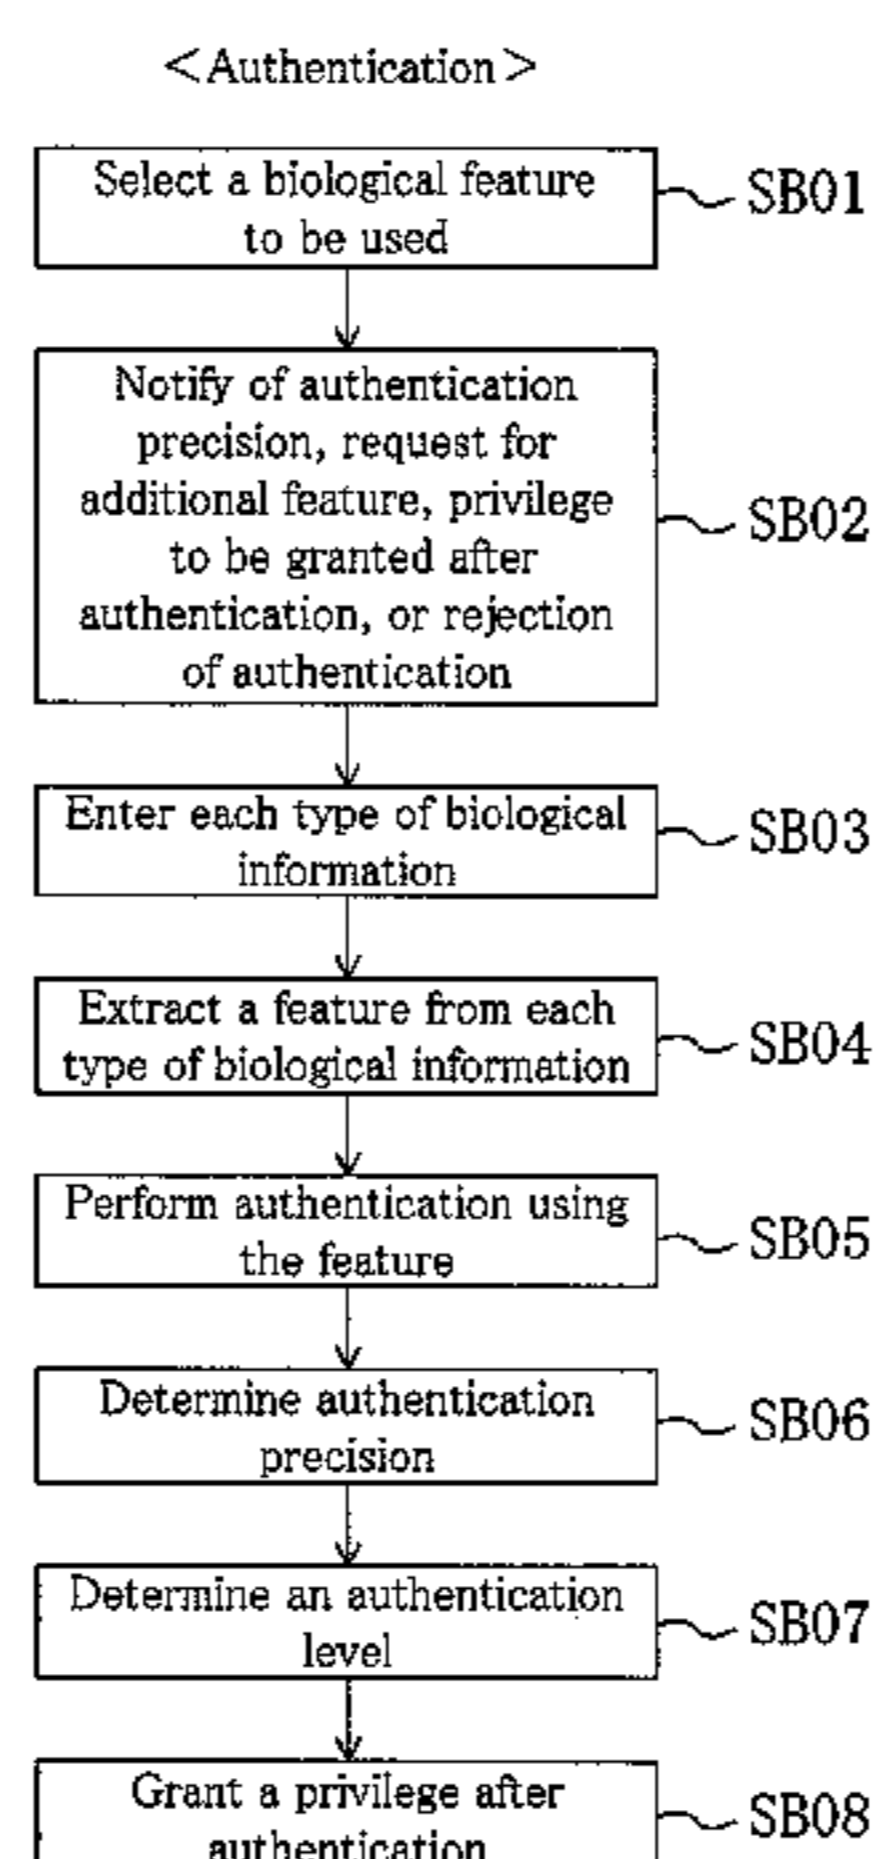 <Authentication>
Select a biological feature
to be used
SB01
Notify of authentication
precision, request for
additional feature, privilege
to be granted after
authentication, or rejection
of authentication
SB02
Enter each type of biological
information
SB03
Extract a feature from each
type of biological information
SB04
Perform authentication using
the feature
SB05
Determine authentication
precision
SB06
Determine an authentication
level
SB07
Grant a privilege after
authentication
SB08